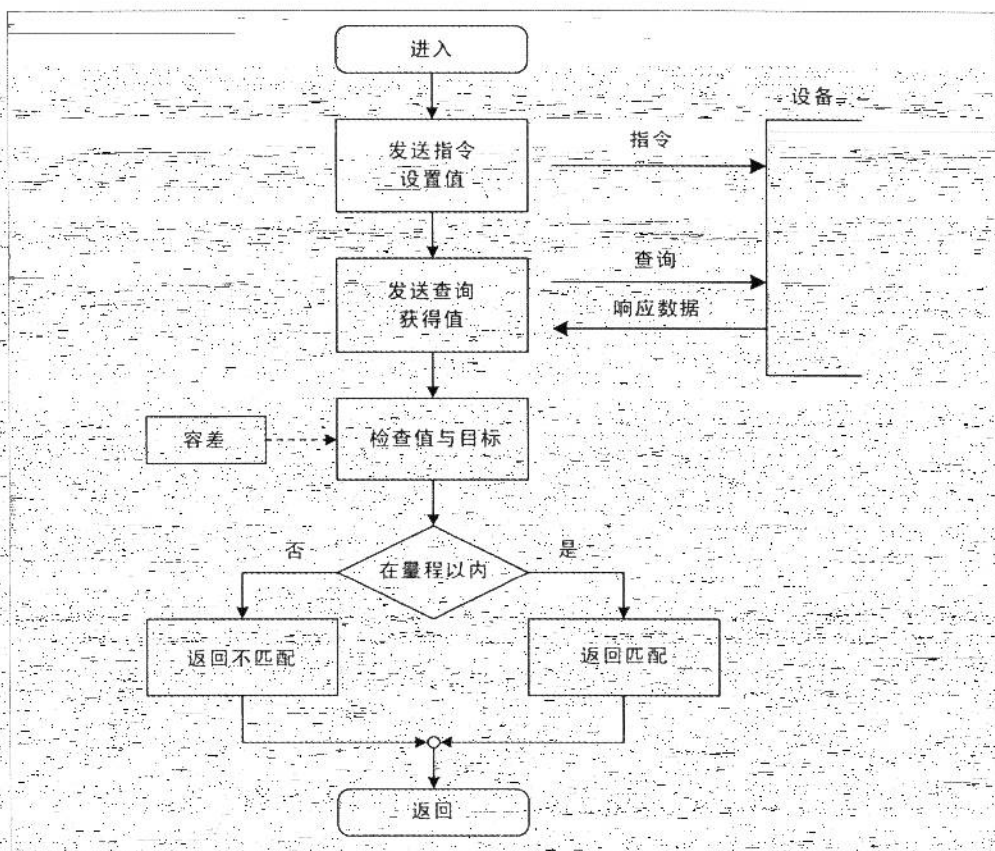 进入
设备
发送指令
设置值
指令
发送查询
获得值
查询
响应数据
容差
检查值与目标
否
在量程以内
是
返回不匹配
返回匹配
返回